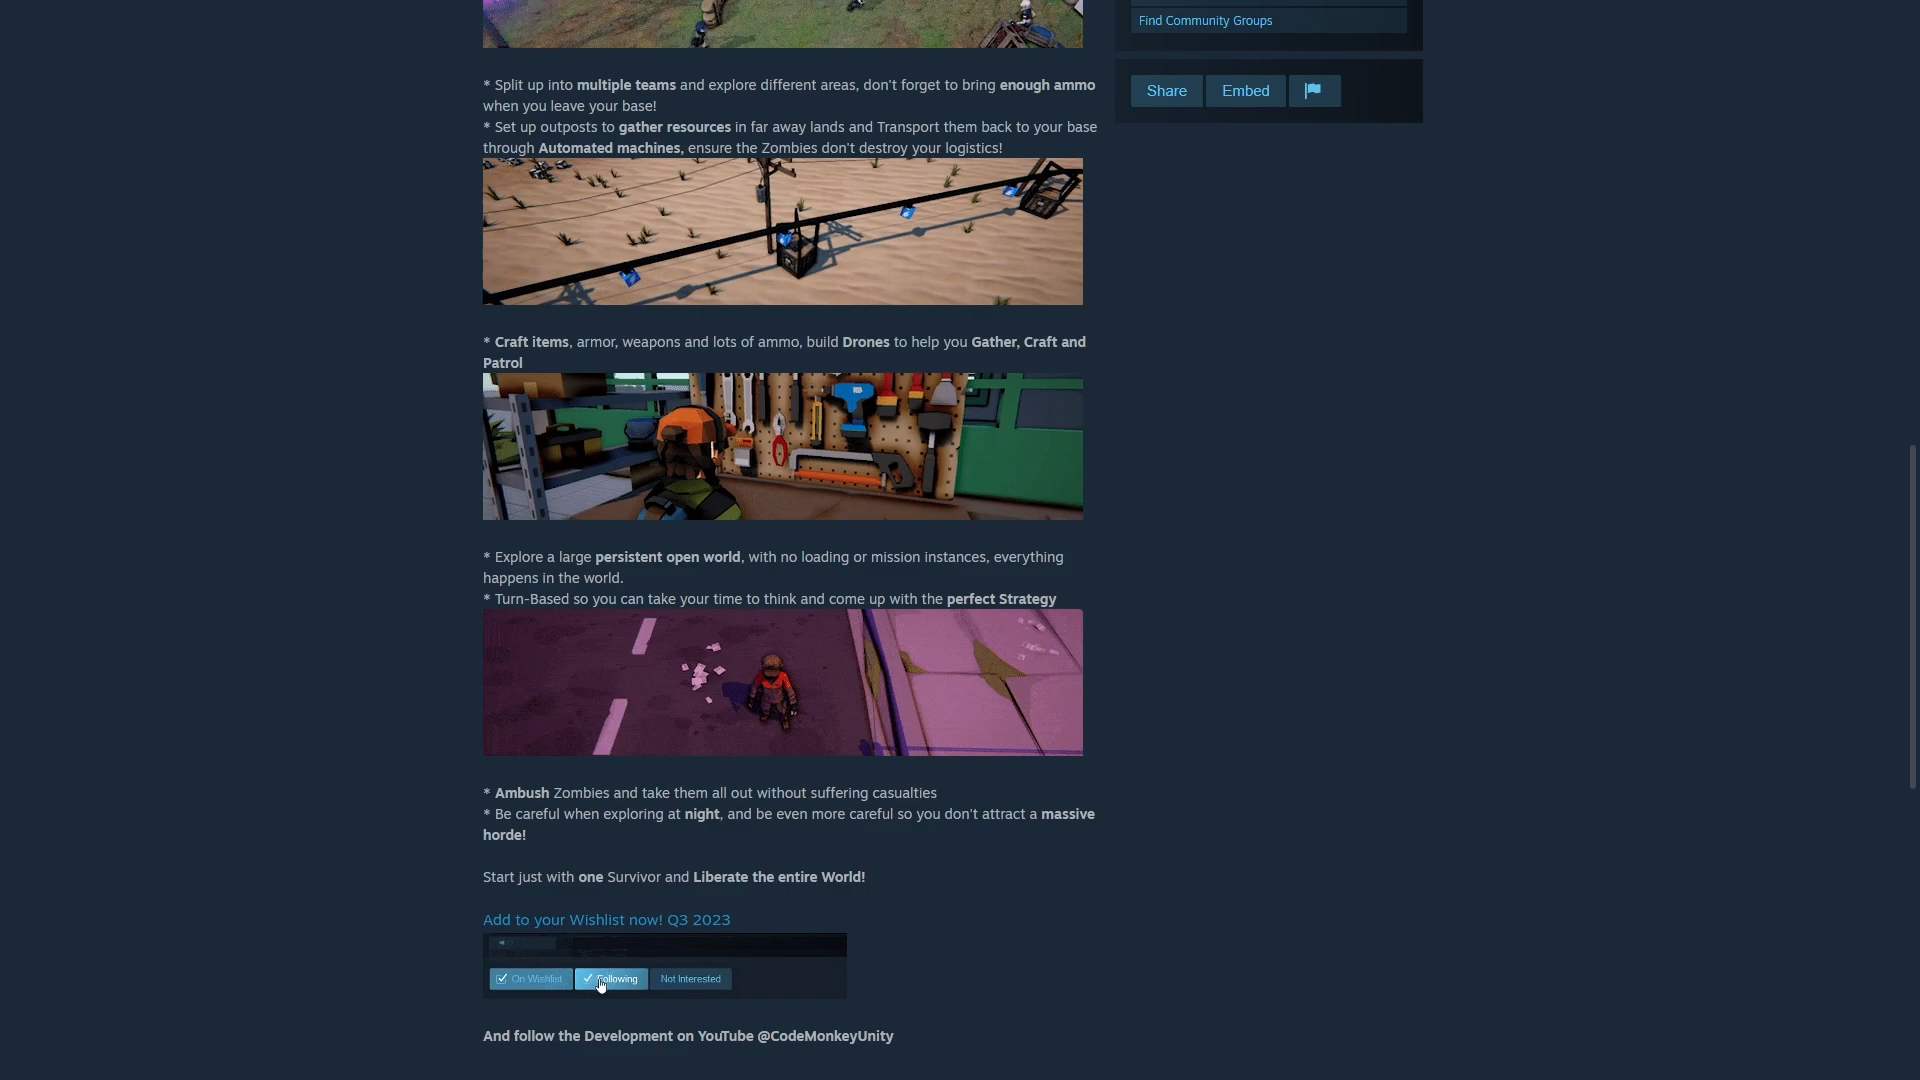 Find Community Groups
Share Embed
* Split up into multiple teams and explore different areas, don't forget to bring enough ammo
when you leave your base!
* Set up outposts to gather resources in far away lands and Transport them back to your base
through Automated machines, ensure the Zombies don't destroy your logistics!
* Craft items, armor, weapons and lots of ammo, build Drones to help you Gather, Craft and
Patrol
* Explore a large persistent open world, with no loading or mission instances, everything
happens in the world.
* Turn-Based so you can take your time to think and come up with the perfect Strategy
* Ambush Zombies and take them all out without suffering casualties
* Be careful when exploring at night, and be even more careful so you don't attract a massive
horde!
Start just with one Survivor and Liberate the entire World!
Add to your Wishlist now! Q3 2023
On Wishlist Following Not Interested
And follow the Development on YouTube @CodeMonkeyUnity